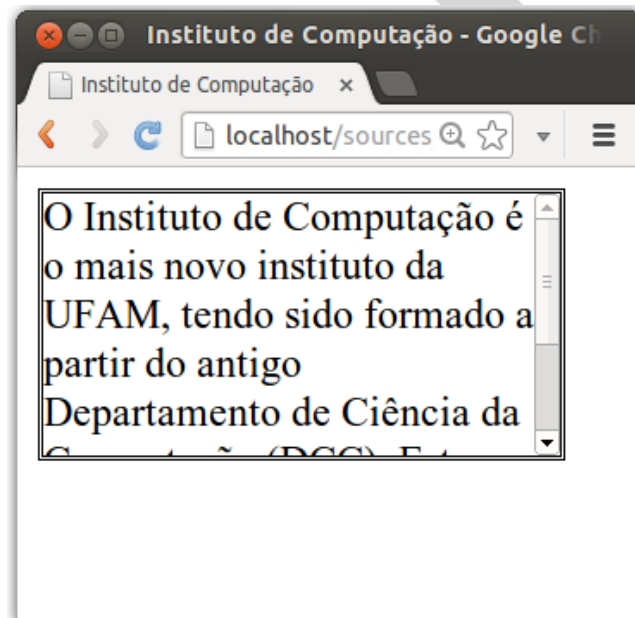 Instituto de Computação - Google Ch
Instituto de Computação x
localhost/sources
O Instituto de Computação é
o mais novo instituto da
UFAM, tendo sido formado a
partir do antigo
Departamento de Ciência da
(DCC)